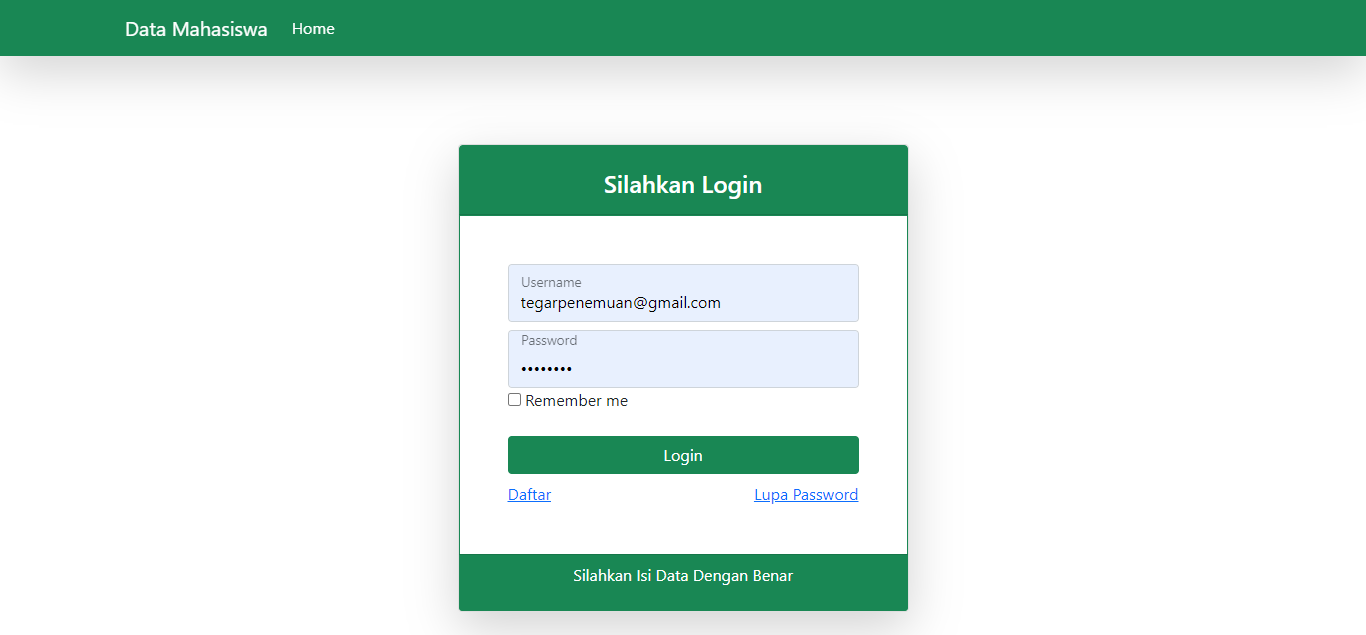 Data Mahasiswa Home
Silahkan Login
Username
tegarpenemuan@gmail.com
Password
••••••••
Remember me
Login
Daftar Lupa Password
Silahkan Isi Data Dengan Benar